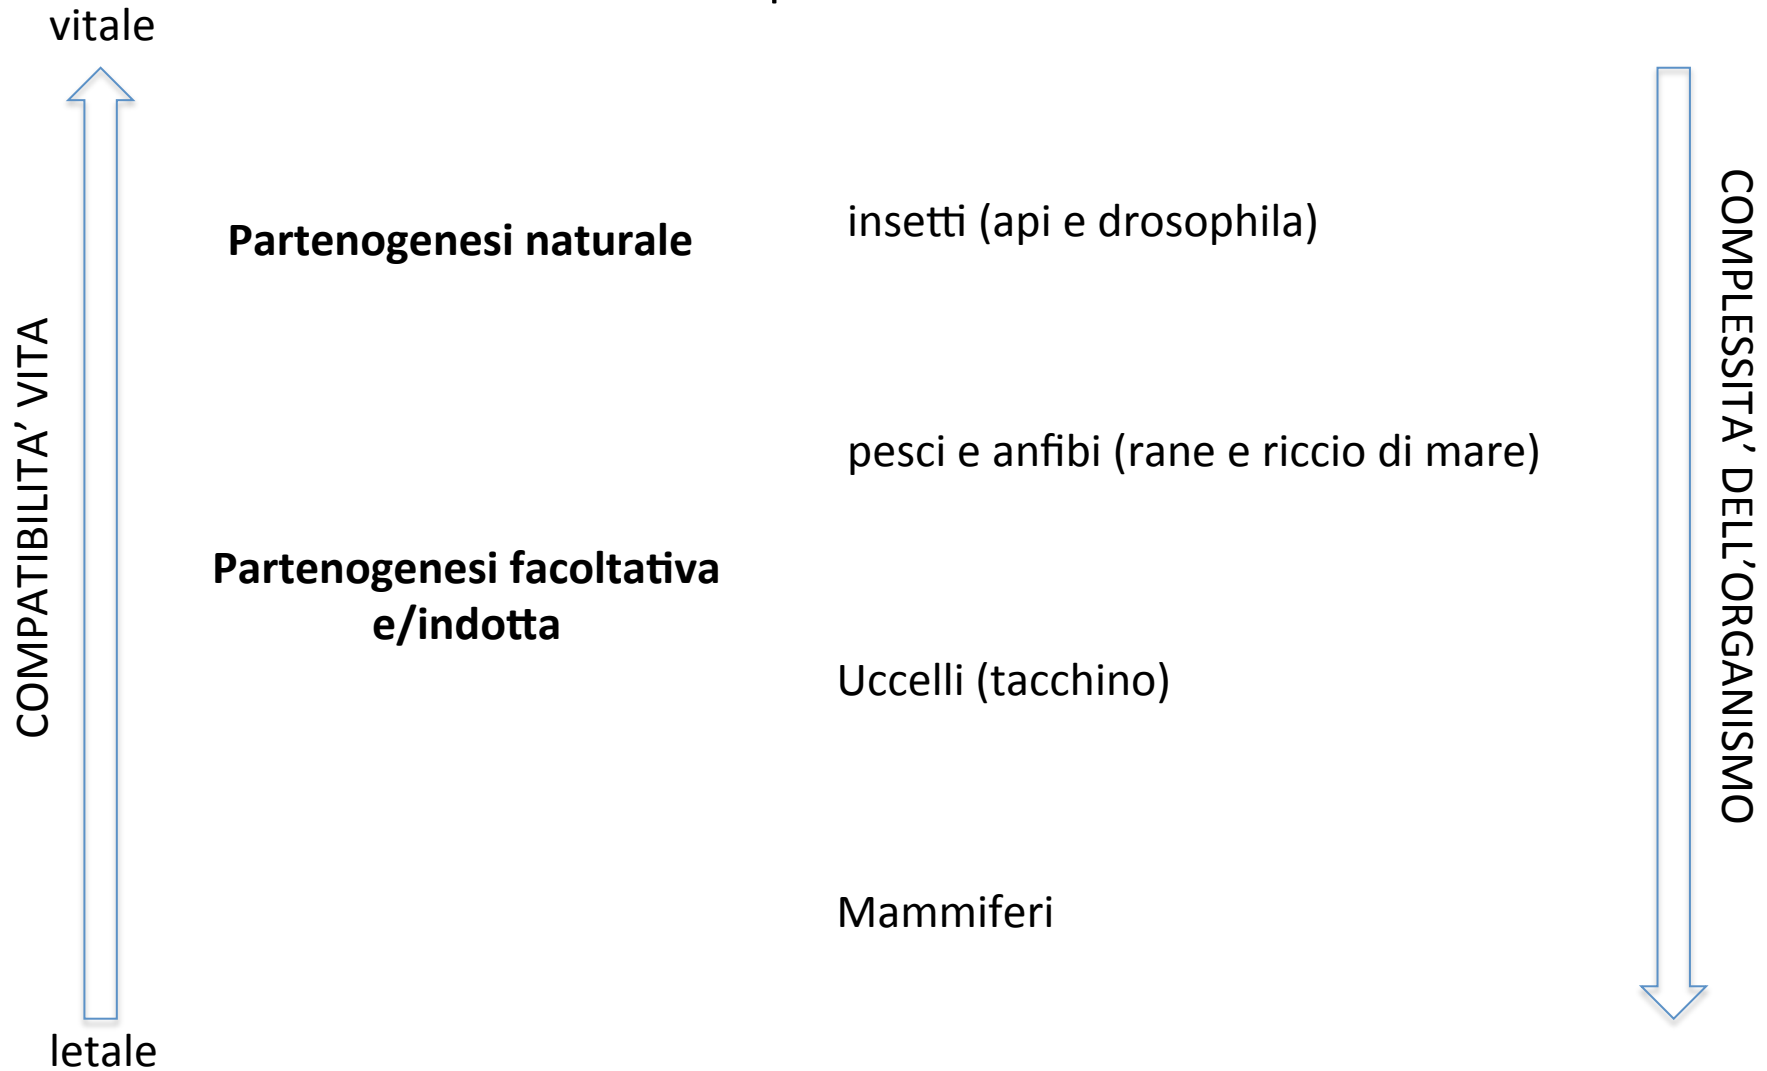 vitale
COMPATIBILITA’ VITA
Partenogenesi naturale
insetti (api e drosophila)
pesci e anfibi (rane e riccio di mare)
Partenogenesi facoltativa
e/indotta
Uccelli (tacchino)
Mammiferi
letale
COMPLESSITA’ DELL’ORGANISMO